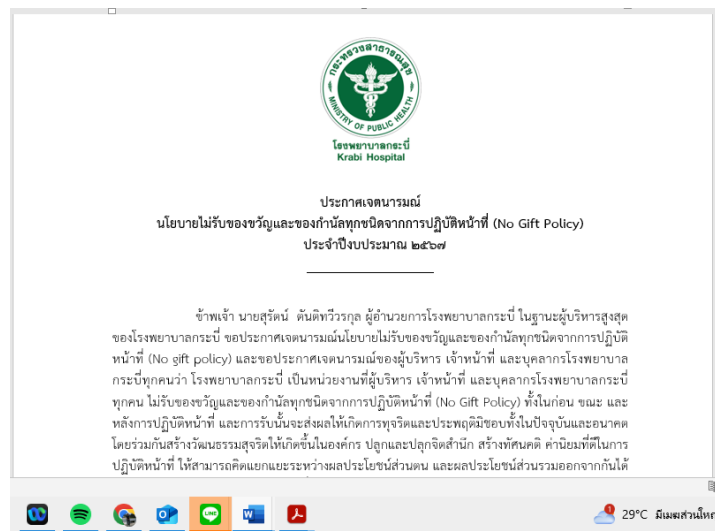 กระทรวงสาธารณสุข
MINISTRY OF PUBLIC HEALTH
โรงพยาบาลกระบี่
Krabi Hospital
ประกาศเจตนารมณ์
นโยบายไม่รับของขวัญและของกำนัลทุกชนิดจากการปฏิบัติหน้าที่ (No Gift Policy)
ประจำปีงบประมาณ ๒๕๖๗
ข้าพเจ้า นายสุรัตน์ ตันติทวีวรกุล ผู้อำนวยการโรงพยาบาลกระบี่ ในฐานะผู้บริหารสูงสุด
ของโรงพยาบาลกระบี่ ขอประกาศเจตนารมณ์นโยบายไม่รับของขวัญและของกำนัลทุกชนิดจากการปฏิบัติ
หน้าที่ (No gift policy) และขอประกาศเจตนารมณ์ของผู้บริหาร เจ้าหน้าที่ และบุคลากรโรงพยาบาล
กระบี่ทุกคนว่า โรงพยาบาลกระบี่ เป็นหน่วยงานที่ผู้บริหาร เจ้าหน้าที่ และบุคลากรโรงพยาบาลกระบี่
ทุกคน ไม่รับของขวัญและของกำนัลทุกชนิดจากการปฏิบัติหน้าที่ (No Gift Policy) ทั้งในก่อน ขณะ และ
หลังการปฏิบัติหน้าที่ และการรับนั้นจะส่งผลให้เกิดการทุจริตและประพฤติมิชอบทั้งในปัจจุบันและอนาคต
โดยร่วมกันสร้างวัฒนธรรมสุจริตให้เกิดขึ้นในองค์กร ปลูกและปลุกจิตสำนึก สร้างทัศนคติ ค่านิยมที่ดีในการ
ปฏิบัติหน้าที่ ให้สามารถคิดแยกแยะระหว่างผลประโยชน์ส่วนตน และผลประโยชน์ส่วนรวมออกจากกันได้
LINE
1
29°C มีเมฆส่วนใหญ